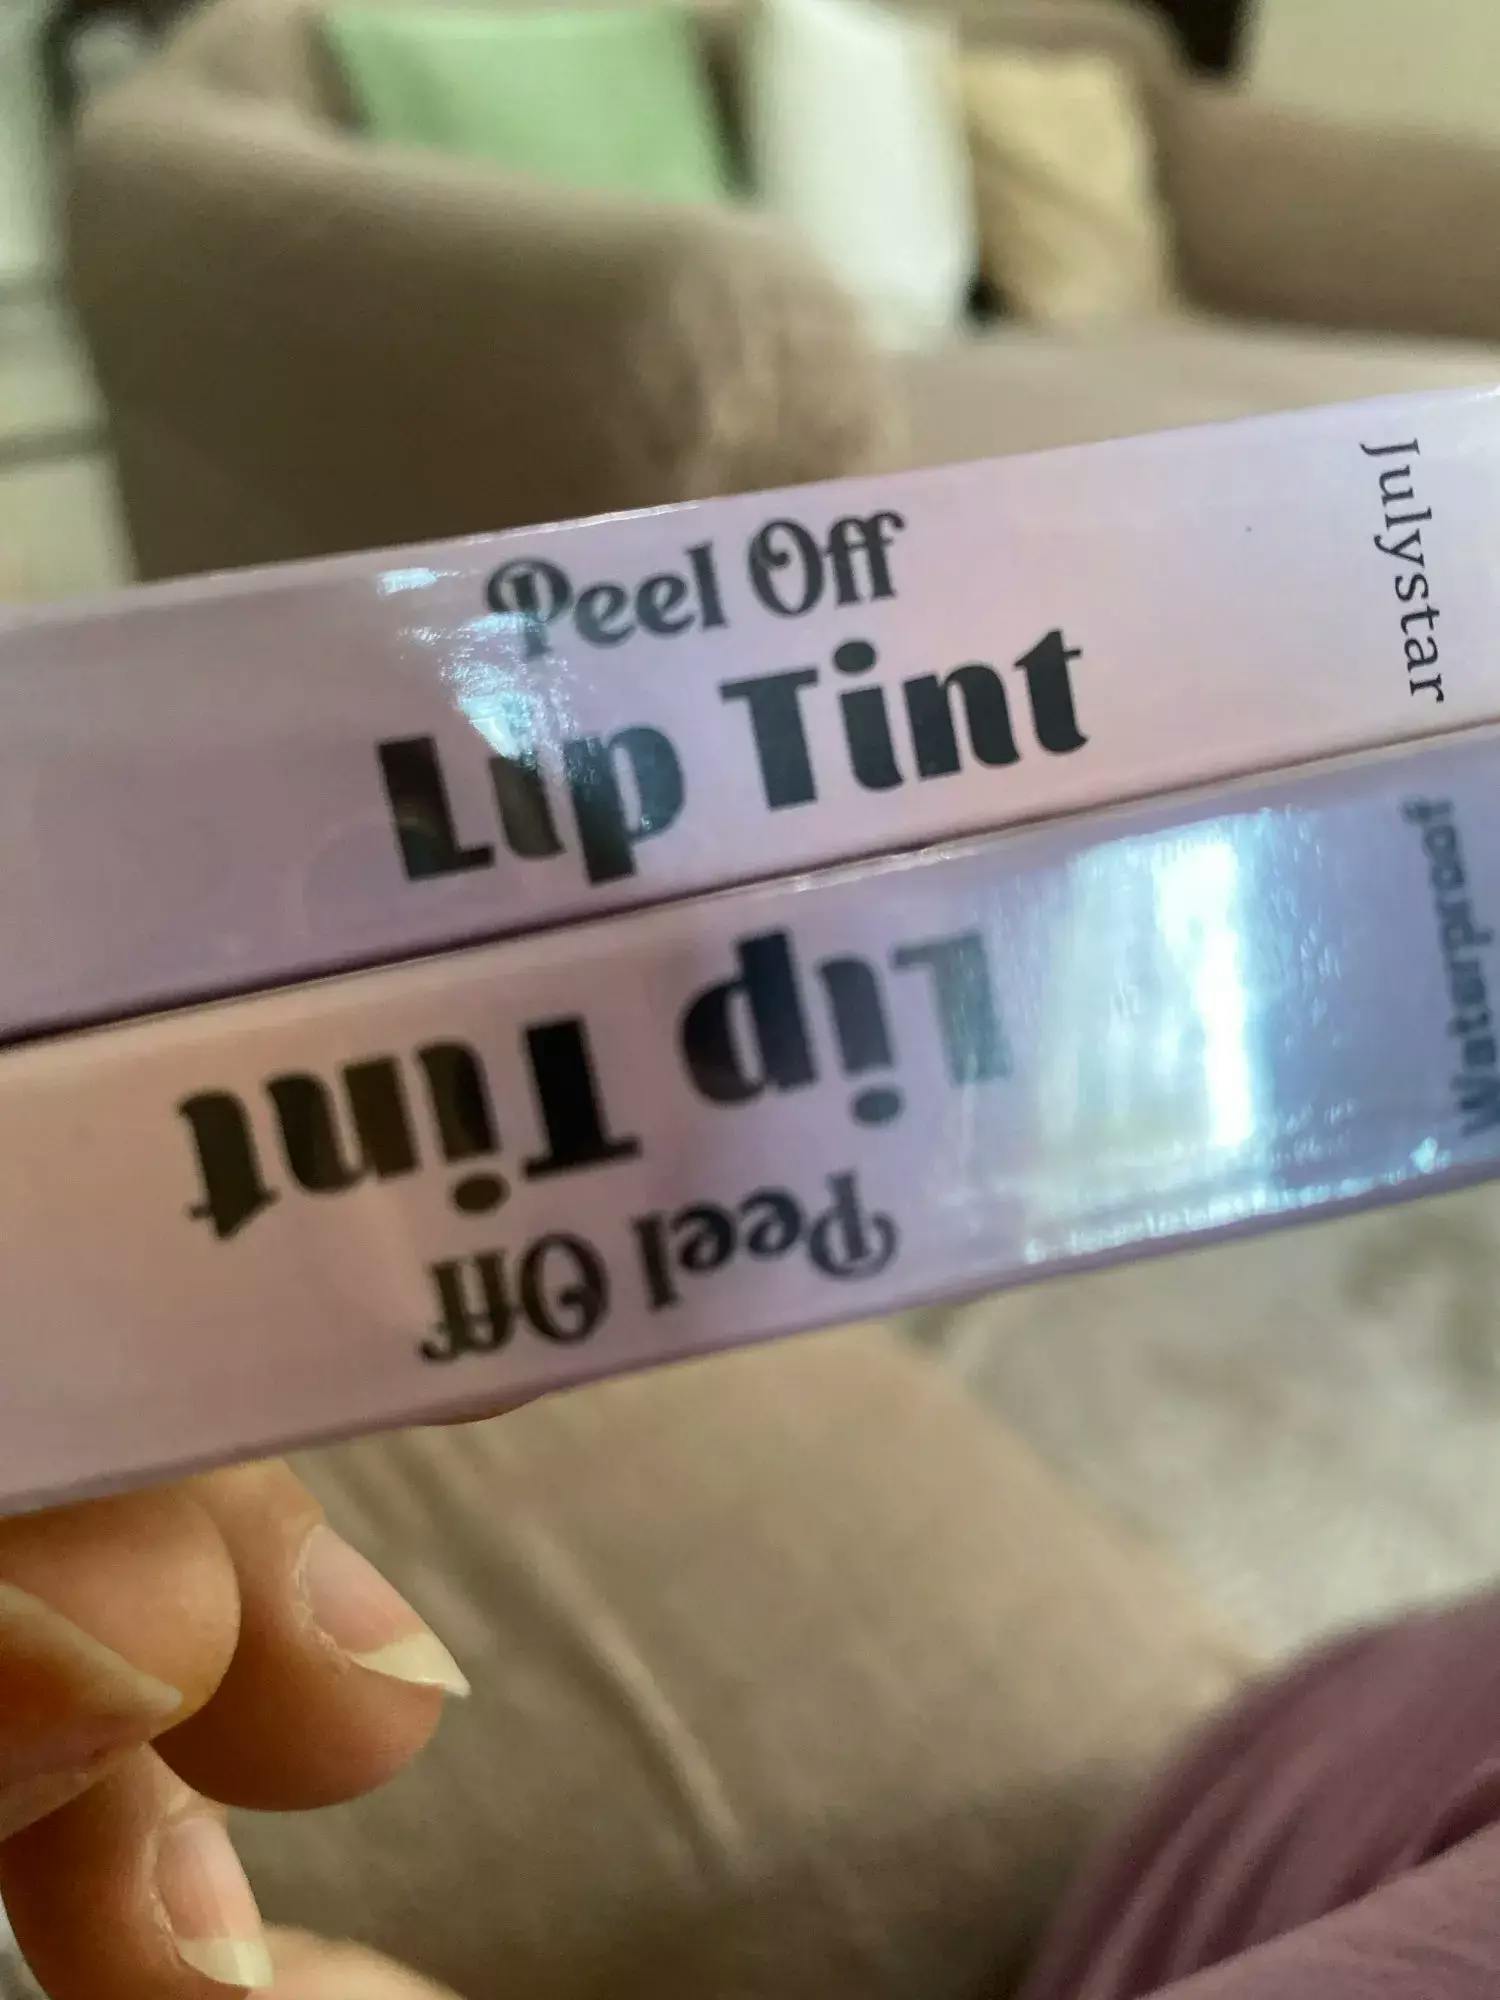 Peel Off
Lip Tint
Julystar
Peel Off
Lip Tint
Waterproof